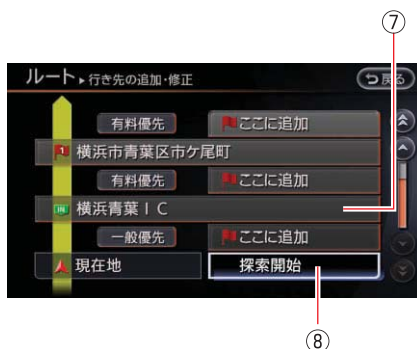 ⑦
ルート▶行き先の追加・修正 戻る
有料優先 ここに追加
1 横浜市青葉区市ケ尾町
有料優先 ここに追加
IN 横浜青葉IC
一般優先 ここに追加
現在地 探索開始
⑧